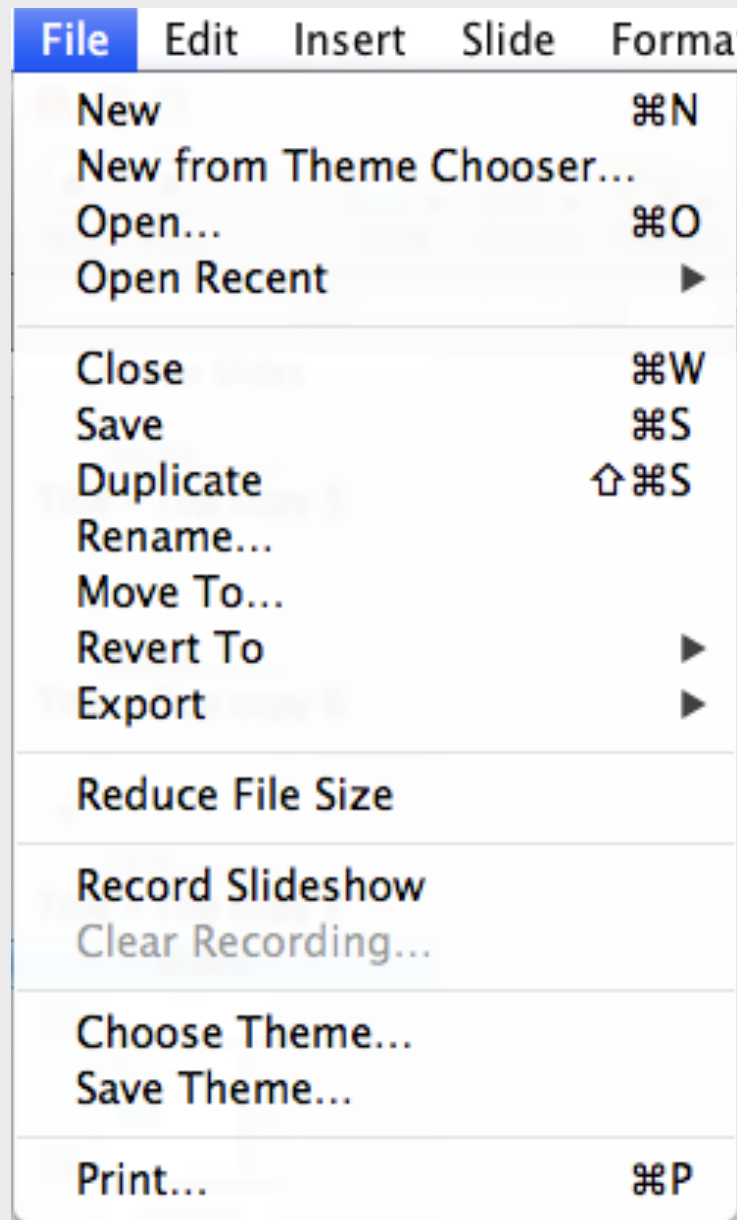 File Edit Insert Slide Forma
New ⌘N
New from Theme Chooser...
Open... ⌘O
Open Recent ▶
Close ⌘W
Save ⌘S
Duplicate ⇧⌘S
Rename...
Move To...
Revert To ▶
Export ▶
Reduce File Size
Record Slideshow
Clear Recording...
Choose Theme...
Save Theme...
Print... ⌘P